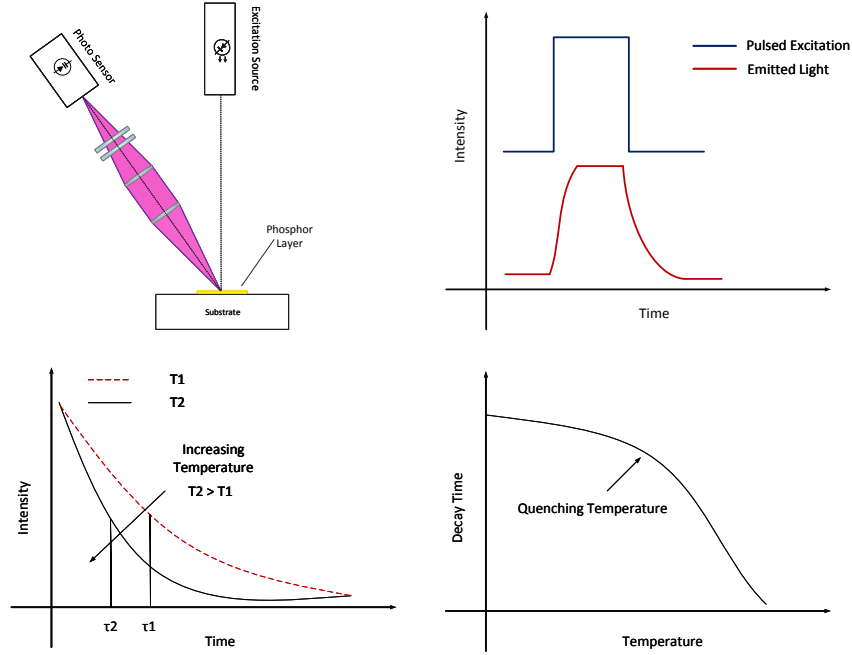 Photo Sensor
Excitation Source
Phosphor
Layer
Substrate
Intensity
Pulsed Excitation
Emitted Light
Time
T1
T2
Increasing
Temperature
T2 > T1
Intensity
τ2
τ1
Time
Decay Time
Quenching Temperature
Temperature